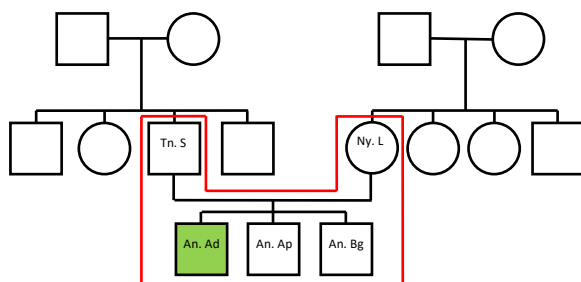 Tn. S
Ny. L
An. Ad
An. Ap
An. Bg